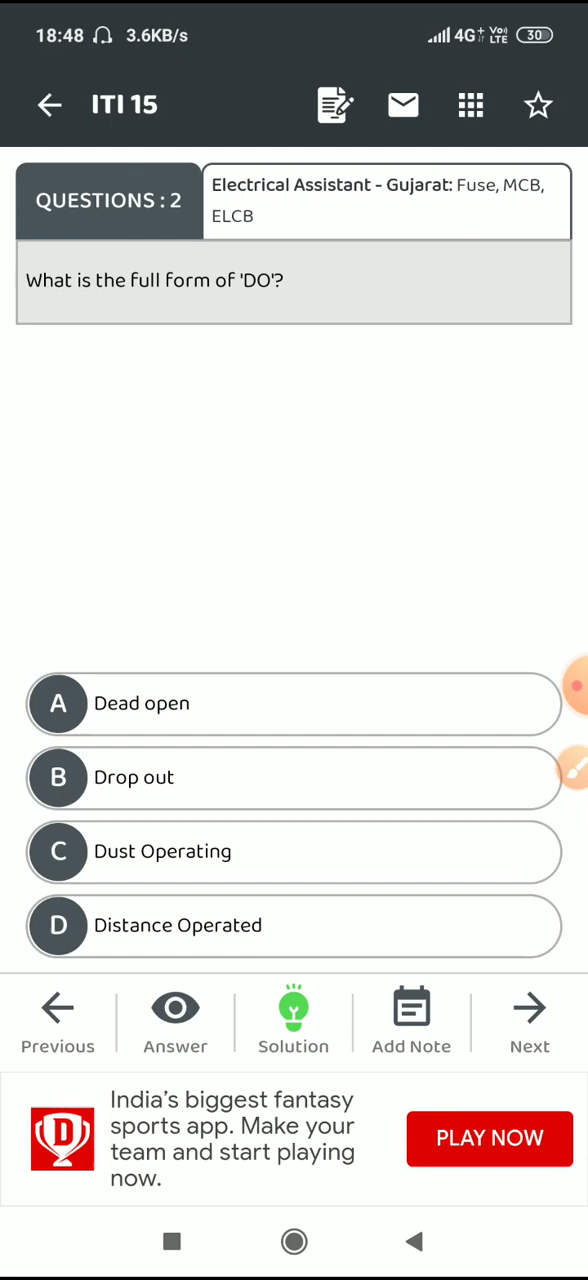 18:48 3.6KB/s 4G+ Vo) LTE 30
ITI 15
QUESTIONS : 2
Electrical Assistant - Gujarat: Fuse, MCB,
ELCB
What is the full form of 'DO'?
A Dead open
B Drop out
C Dust Operating
D Distance Operated
Previous Answer Solution Add Note Next
D
India's biggest fantasy
sports app. Make your
team and start playing
now.
PLAY NOW